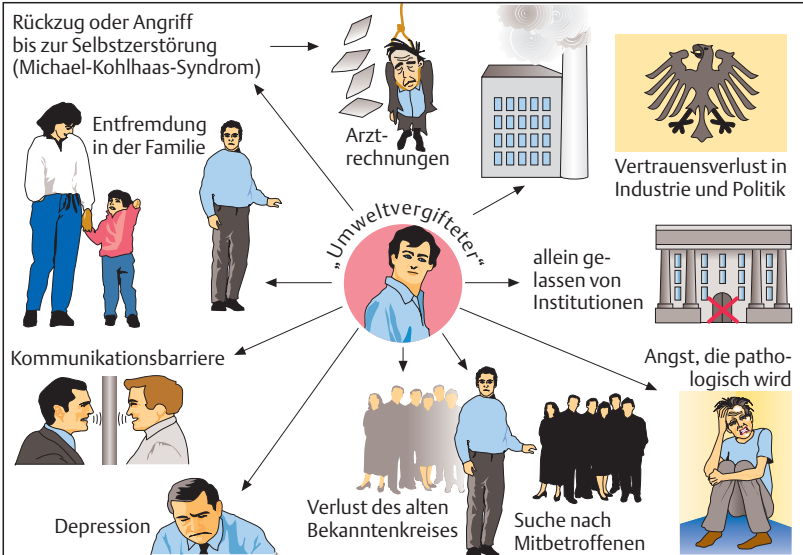 Rückzug oder Angriff
bis zur Selbstzerstörung
(Michael-Kohlhaas-Syndrom)
Arzt-
rechnungen
Vertrauensverlust in
Industrie und Politik
Entfremdung
in der Familie
„Umweltvergifteter“
allein ge-
lassen von
Institutionen
Kommunikationsbarriere
Angst, die patho-
logisch wird
Depression
Verlust des alten
Bekanntenkreises
Suche nach
Mitbetroffenen